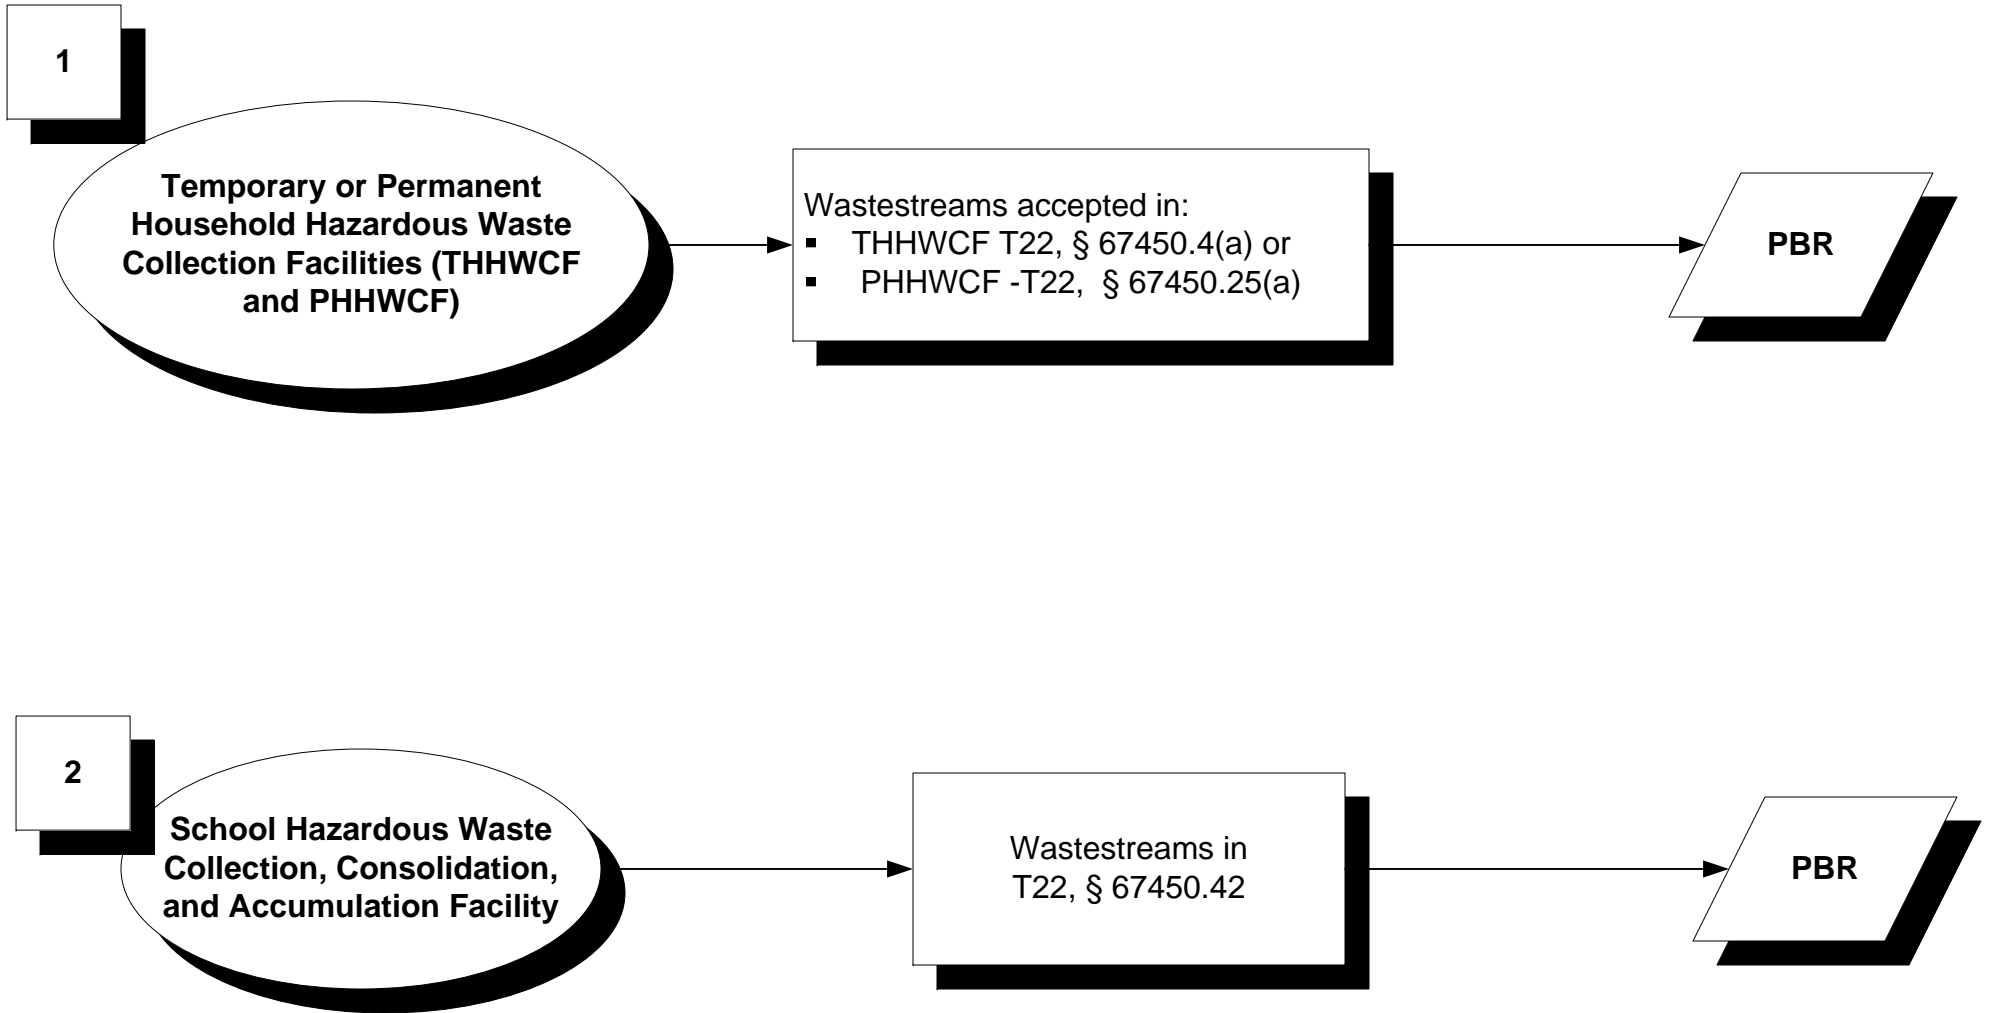 1
Temporary or Permanent
Household Hazardous Waste
Collection Facilities (THHWCF
and PHHWCF)
Wastestreams accepted in:
▪ THHWCF T22, § 67450.4(a) or
▪ PHHWCF -T22, § 67450.25(a)
PBR
2
School Hazardous Waste
Collection, Consolidation,
and Accumulation Facility
Wastestreams in
T22, § 67450.42
PBR